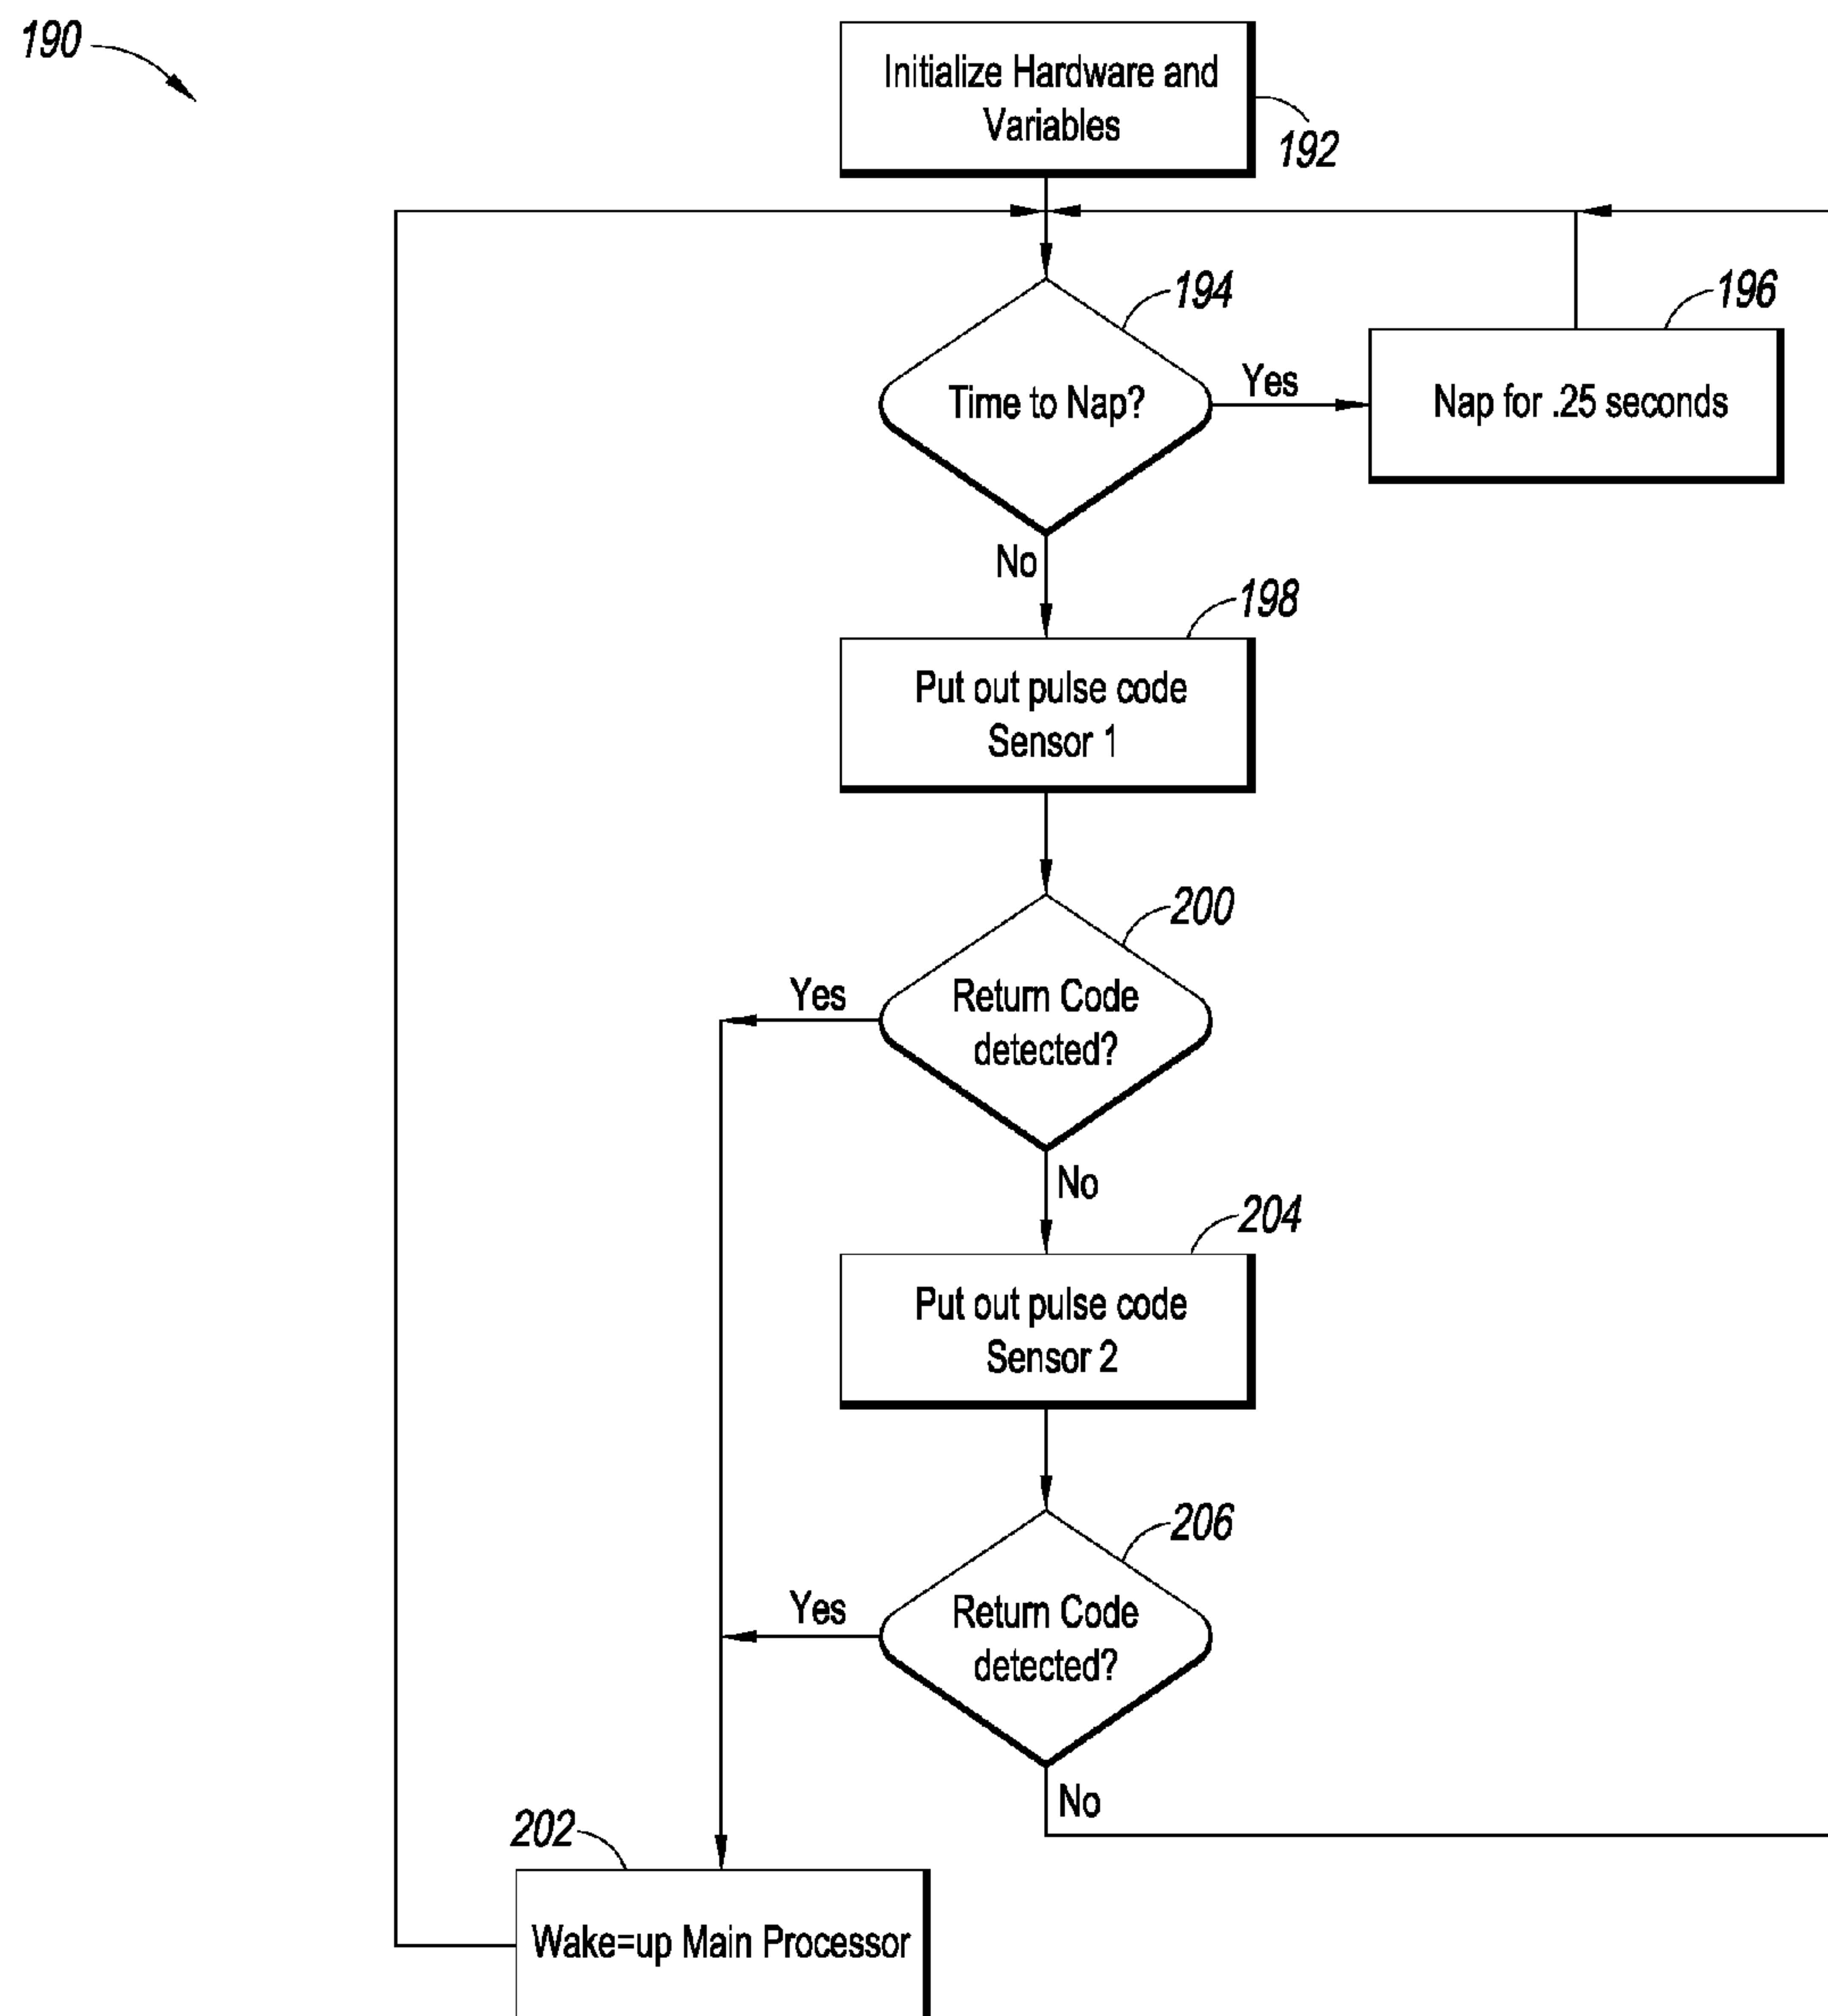 190
Initialize Hardware and
Variables
192
194
196
Time to Nap?
Yes
Nap for .25 seconds
No
198
Put out pulse code
Sensor 1
200
Yes
Return Code
detected?
No
204
Put out pulse code
Sensor 2
206
Yes
Return Code
detected?
No
202
Wake=up Main Processor